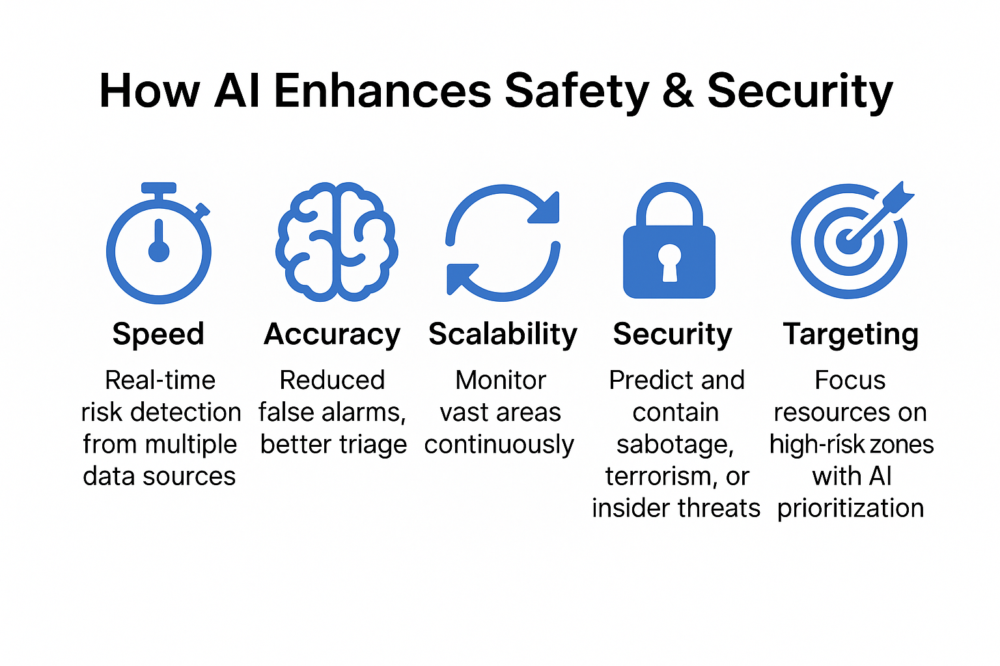 How AI Enhances Safety & Security
Speed
Real-time
risk detection
from multiple
data sources
Accuracy
Reduced
false alarms,
better triage
Scalability
Monitor
vast areas
continuously
Security
Predict and
contain
sabotage,
terrorism, or
insider threats
Targeting
Focus
resources on
high-rísk zones
with AI
prioritization